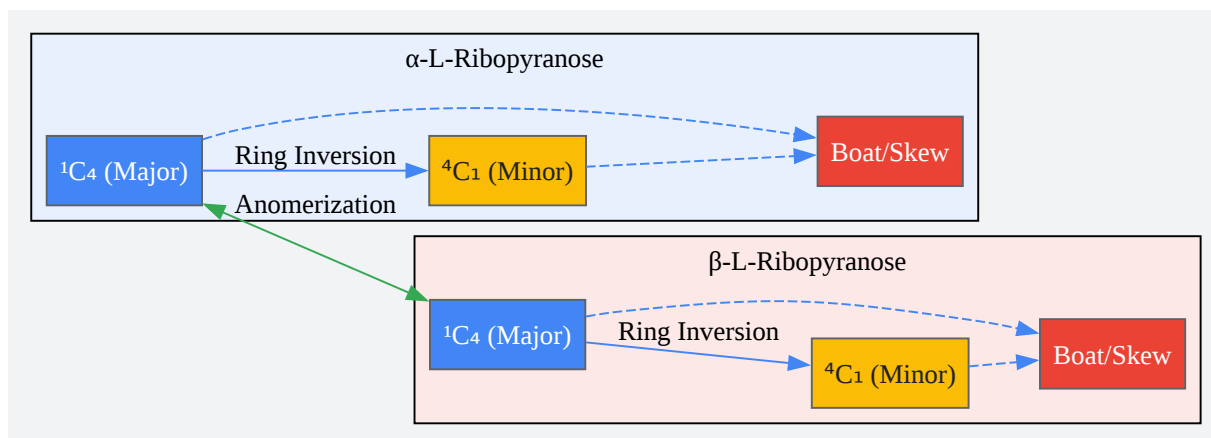 α-L-Ribopyranose
¹C₄ (Major)
Ring Inversion
⁴C₁ (Minor)
Boat/Skew
Anomerization
β-L-Ribopyranose
¹C₄ (Major)
Ring Inversion
⁴C₁ (Minor)
Boat/Skew